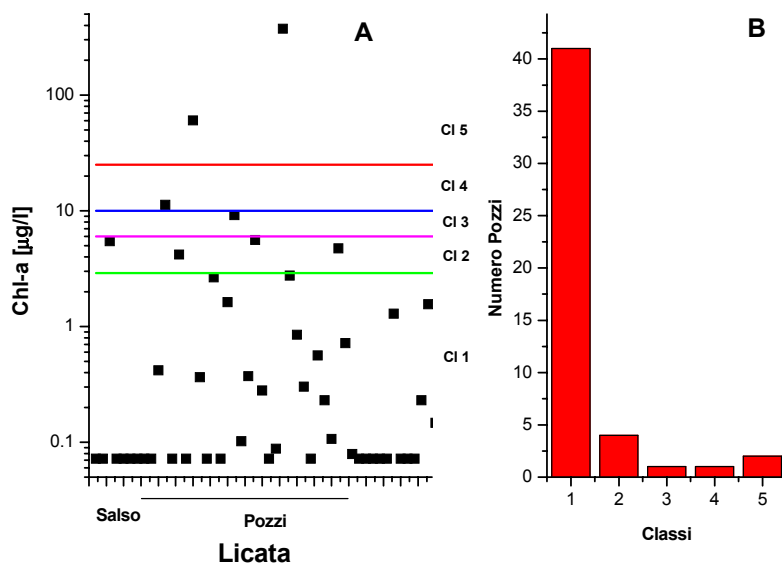 A
Chl-a [µg/l]
100
10
1
0.1
Cl 5
Cl 4
Cl 3
Cl 2
Cl 1
Salso
Pozzi
Licata
B
Numero Pozzi
40
35
30
25
20
15
10
5
0
1 2 3 4 5
Classi